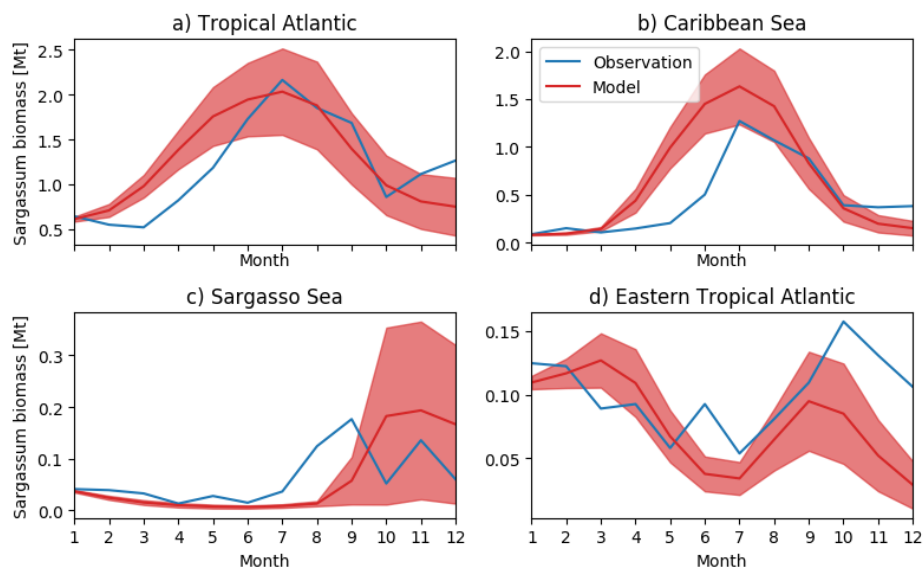 a) Tropical Atlantic
b) Caribbean Sea
Sargassum biomass [Mt]
2.5
2.0
1.5
1.0
0.5
Month
2.0
1.5
1.0
0.5
0.0
Observation
Model
Month
c) Sargasso Sea
d) Eastern Tropical Atlantic
Sargassum biomass [Mt]
0.3
0.2
0.1
0.0
1 2 3 4 5 6 7 8 9 10 11 12
Month
0.15
0.10
0.05
1 2 3 4 5 6 7 8 9 10 11 12
Month